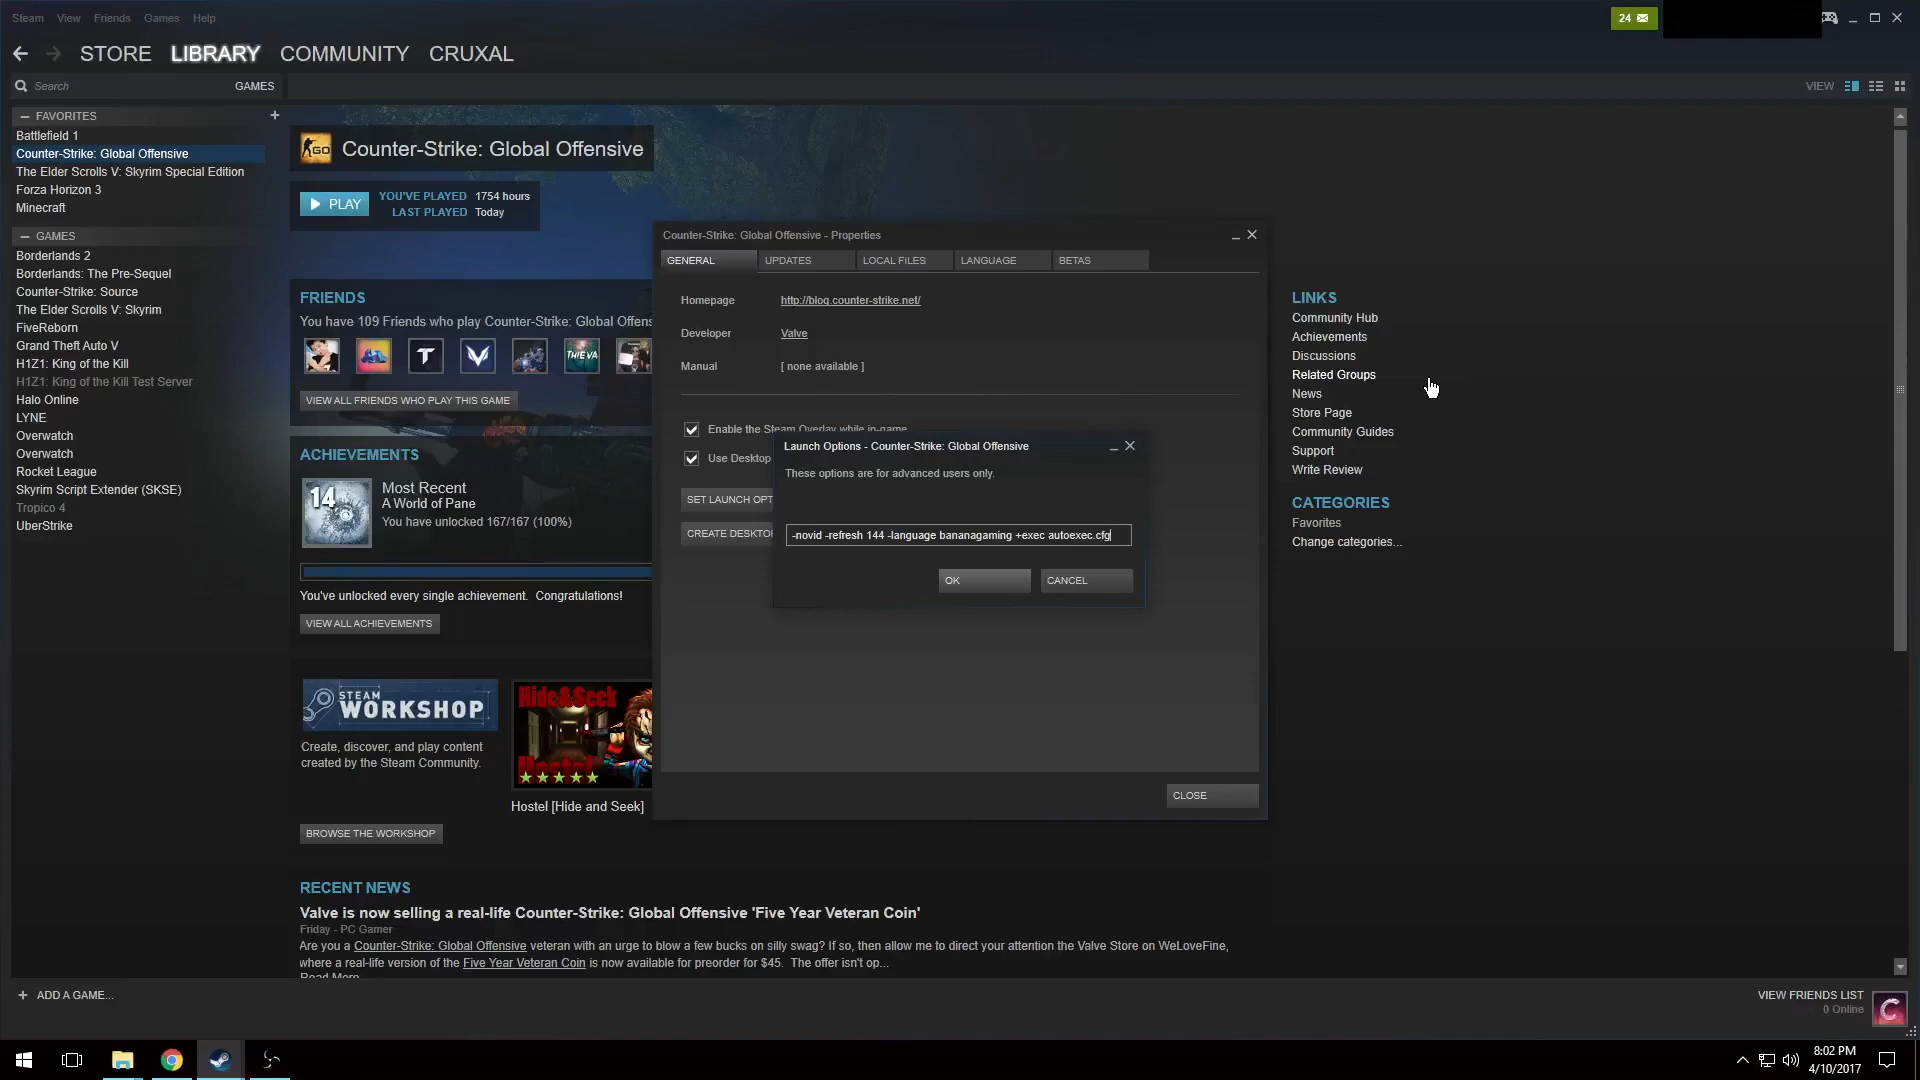 Steam View Friends Games Help
24
STORE LIBRARY COMMUNITY CRUXAL
Search GAMES
VIEW
— FAVORITES +
Battlefield 1
Counter-Strike: Global Offensive
The Elder Scrolls V: Skyrim Special Edition
Forza Horizon 3
Minecraft
— GAMES
Borderlands 2
Borderlands: The Pre-Sequel
Counter-Strike: Source
The Elder Scrolls V: Skyrim
FiveReborn
Grand Theft Auto V
H1Z1: King of the Kill
H1Z1: King of the Kill Test Server
Halo Online
LYNE
Overwatch
Overwatch
Rocket League
Skyrim Script Extender (SKSE)
Tropico 4
UberStrike
GO
Counter-Strike: Global Offensive
PLAY
YOU'VE PLAYED 1754 hours
LAST PLAYED Today
FRIENDS
You have 109 Friends who play Counter-Strike: Global Offens
THIEVA
VIEW ALL FRIENDS WHO PLAY THIS GAME
ACHIEVEMENTS
14
Most Recent
A World of Pane
You have unlocked 167/167 (100%)
You've unlocked every single achievement. Congratulations!
VIEW ALL ACHIEVEMENTS
STEAM
WORKSHOP
Create, discover, and play content
created by the Steam Community.
Hide&Seek
Hostel
Hostel [Hide and Seek]
BROWSE THE WORKSHOP
RECENT NEWS
Valve is now selling a real-life Counter-Strike: Global Offensive 'Five Year Veteran Coin'
Friday - PC Gamer
Are you a Counter-Strike: Global Offensive veteran with an urge to blow a few bucks on silly swag? If so, then allow me to direct your attention the Valve Store on WeLoveFine,
where a real-life version of the Five Year Veteran Coin is now available for preorder for $45. The offer isn't op...
Read More
Counter-Strike: Global Offensive - Properties
GENERAL UPDATES LOCAL FILES LANGUAGE BETAS
Homepage http://blog.counter-strike.net/
Developer Valve
Manual [ none available ]
Enable the Steam Overlay while in-game
Use Desktop
SET LAUNCH OPT
CREATE DESKTOP
Launch Options - Counter-Strike: Global Offensive
These options are for advanced users only.
-novid -refresh 144 -language bananagaming +exec autoexec.cfg
OK CANCEL
CLOSE
LINKS
Community Hub
Achievements
Discussions
Related Groups
News
Store Page
Community Guides
Support
Write Review
CATEGORIES
Favorites
Change categories...
+ ADD A GAME...
VIEW FRIENDS LIST
0 Online
8:02 PM
4/10/2017